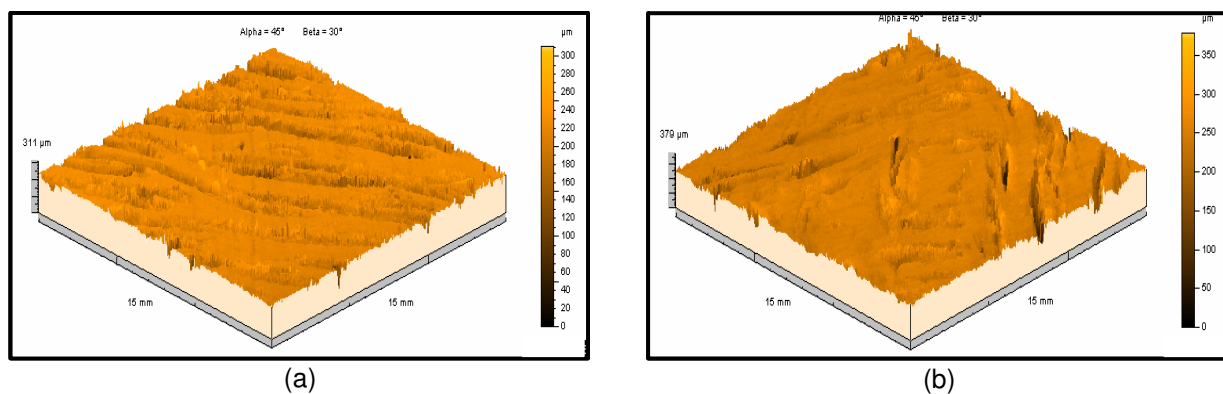 Alpha = 45° Beta = 30°
µm
300
280
260
240
220
200
180
160
140
120
100
80
60
40
20
0
311 µm
15 mm
15 mm
(a)
Alpha = 45° Beta = 30°
µm
350
300
250
200
150
100
50
0
379 µm
15 mm
15 mm
(b)